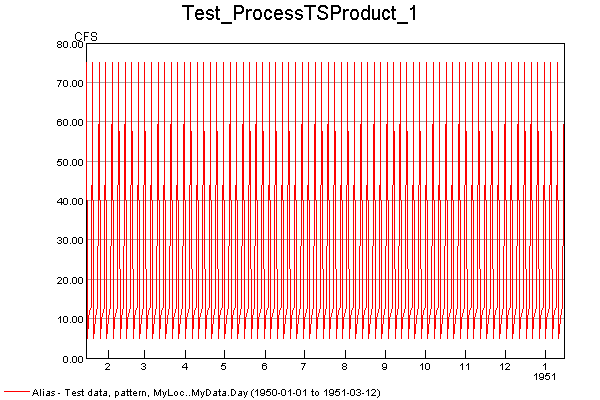 Test_ProcessTSProduct_1
CFS
80.00
70.00
60.00
50.00
40.00
30.00
20.00
10.00
0.00
2 3 4 5 6 7 8 9 10 11 12 1
1951
Alias - Test data, pattern, MyLoc..MyData.Day (1950-01-01 to 1951-03-12)